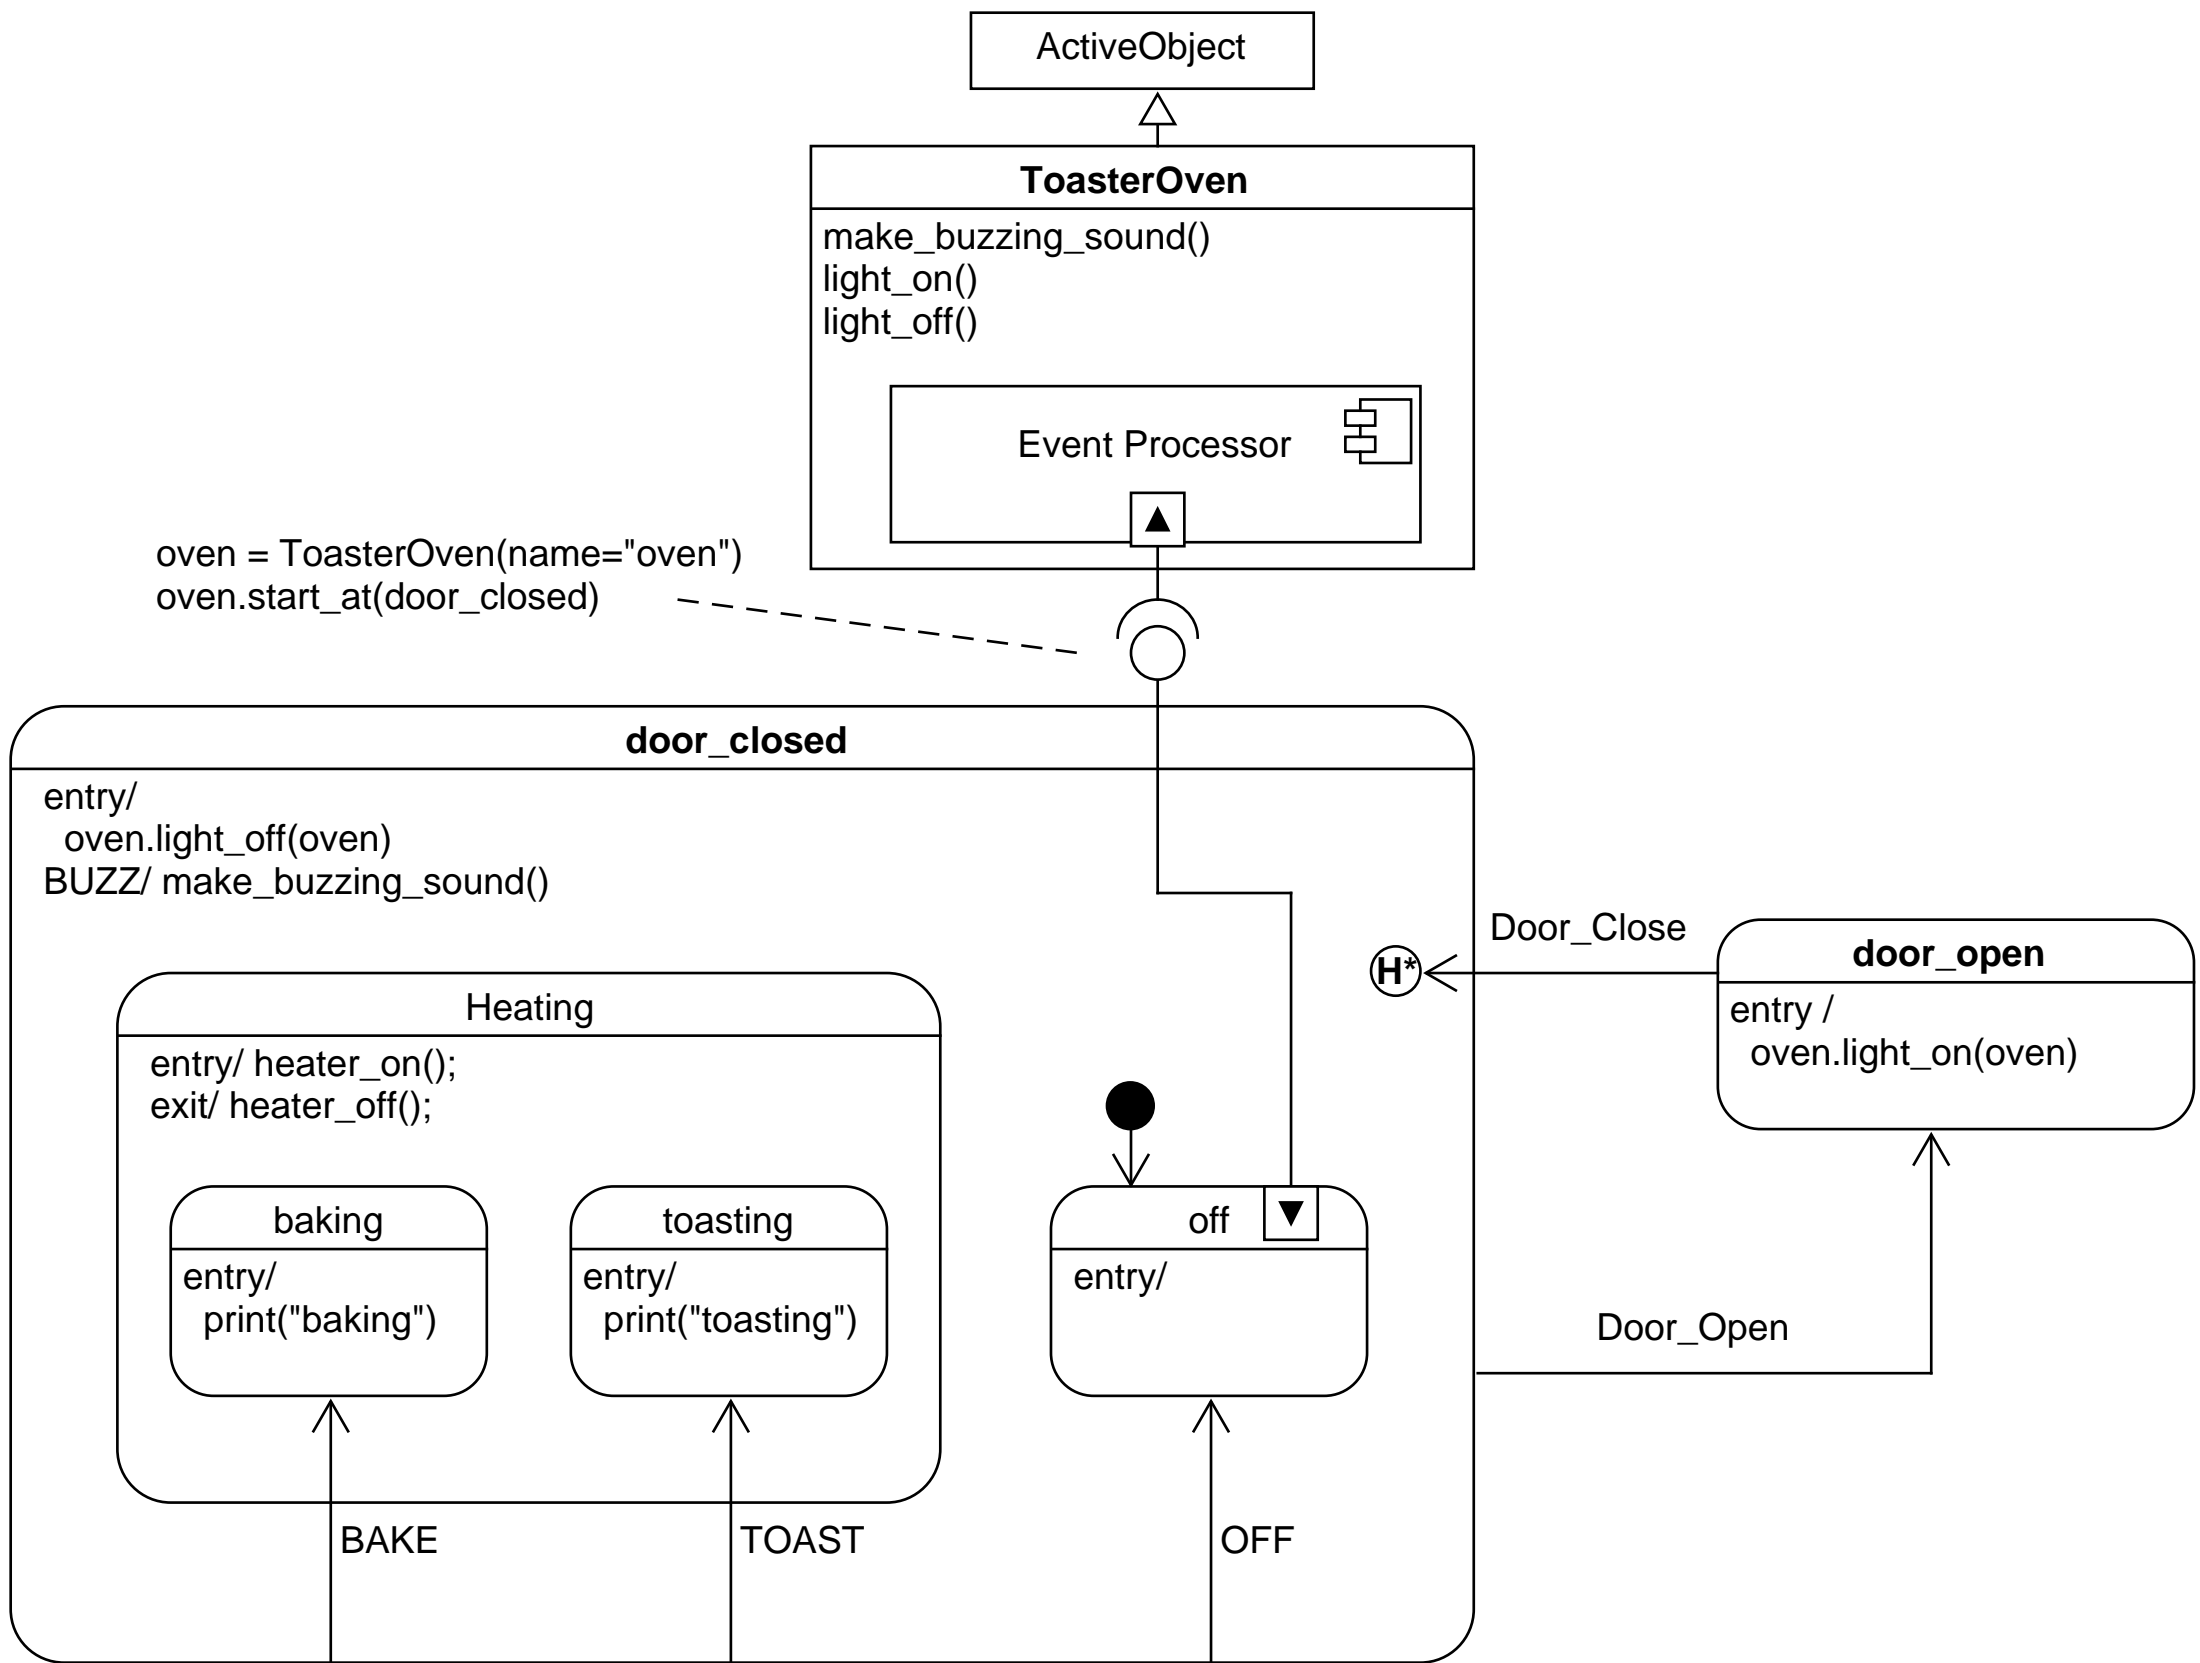 ActiveObject
ToasterOven
make_buzzing_sound()
light_on()
light_off()
Event Processor
oven = ToasterOven(name="oven")
oven.start_at(door_closed)
door_closed
entry/
oven.light_off(oven)
BUZZ/ make_buzzing_sound()
Door_Close
H*
door_open
entry /
oven.light_on(oven)
Heating
entry/ heater_on();
exit/ heater_off();
baking
entry/
print("baking")
toasting
entry/
print("toasting")
off
entry/
Door_Open
BAKE
TOAST
OFF